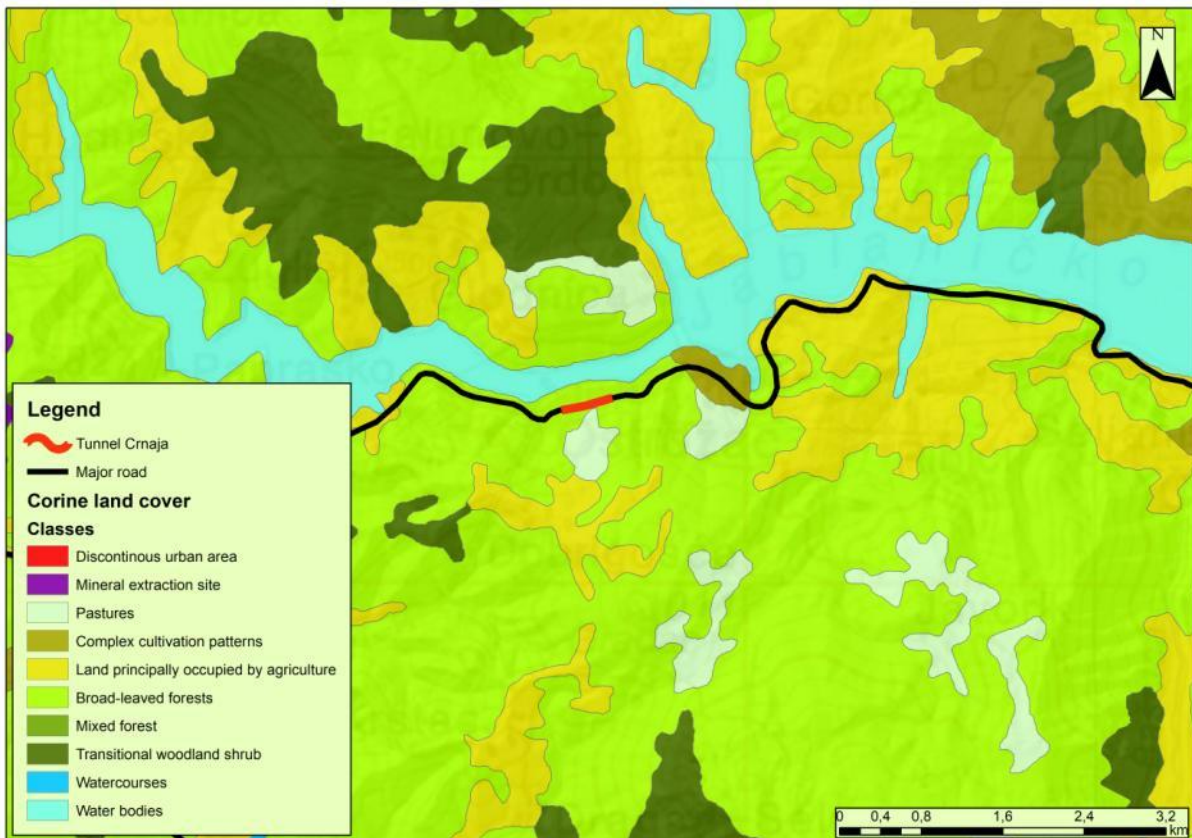 N
Brdo
Jablaničko
Legend
Tunnel Crnaja
Major road
Corine land cover
Classes
Discontinous urban area
Mineral extraction site
Pastures
Complex cultivation patterns
Land principally occupied by agriculture
Broad-leaved forests
Mixed forest
Transitional woodland shrub
Watercourses
Water bodies
0 0,4 0,8 1,6 2,4 3,2
km